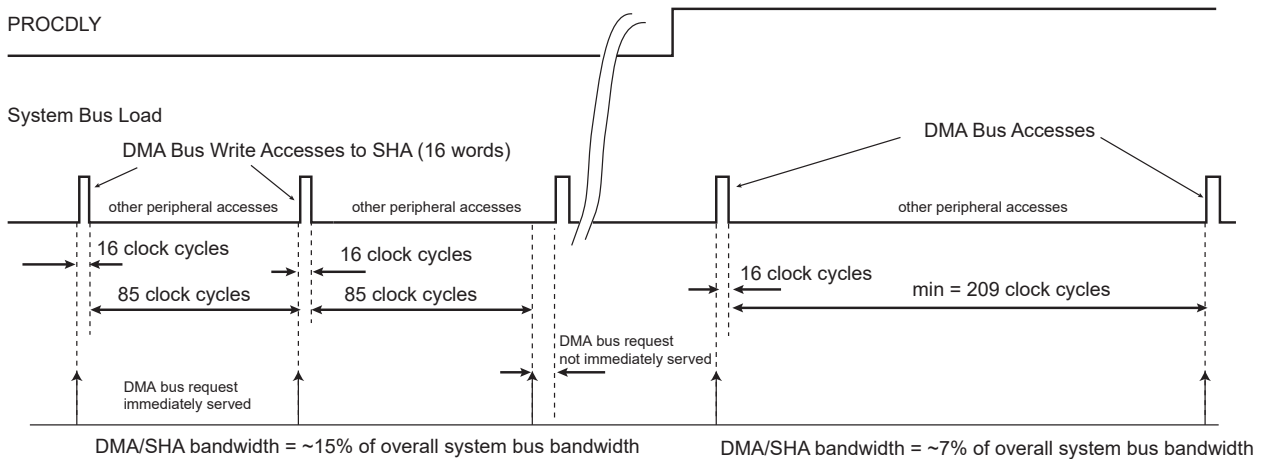 PROCDLY
System Bus Load
DMA Bus Write Accesses to SHA (16 words)
DMA Bus Accesses
other peripheral accesses
other peripheral accesses
other peripheral accesses
16 clock cycles
16 clock cycles
16 clock cycles
85 clock cycles
85 clock cycles
min = 209 clock cycles
DMA bus request
not immediately served
DMA bus request
immediately served
DMA/SHA bandwidth = ~15% of overall system bus bandwidth
DMA/SHA bandwidth = ~7% of overall system bus bandwidth